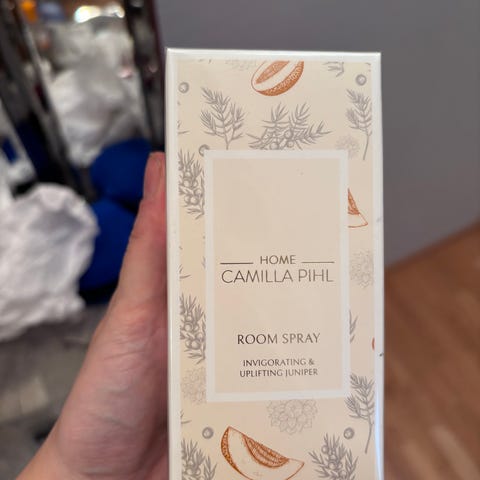 HOME
CAMILLA PIHL
ROOM SPRAY
INVIGORATING &
UPLIFTING JUNIPER